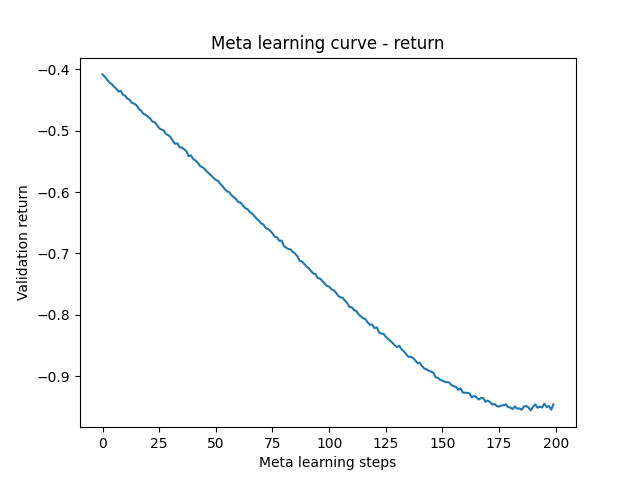 Meta learning curve - return
−0.4
−0.5
−0.6
−0.7
−0.8
−0.9
Validation return
0 25 50 75 100 125 150 175 200
Meta learning steps